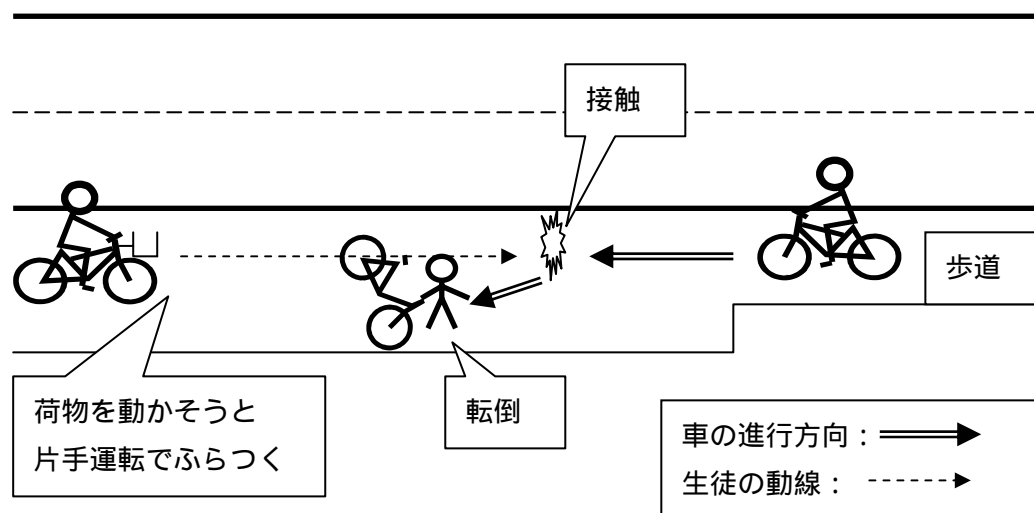 接触
歩道
荷物を動かそうと
片手運転でふらつく
転倒
車の進行方向：
生徒の動線：